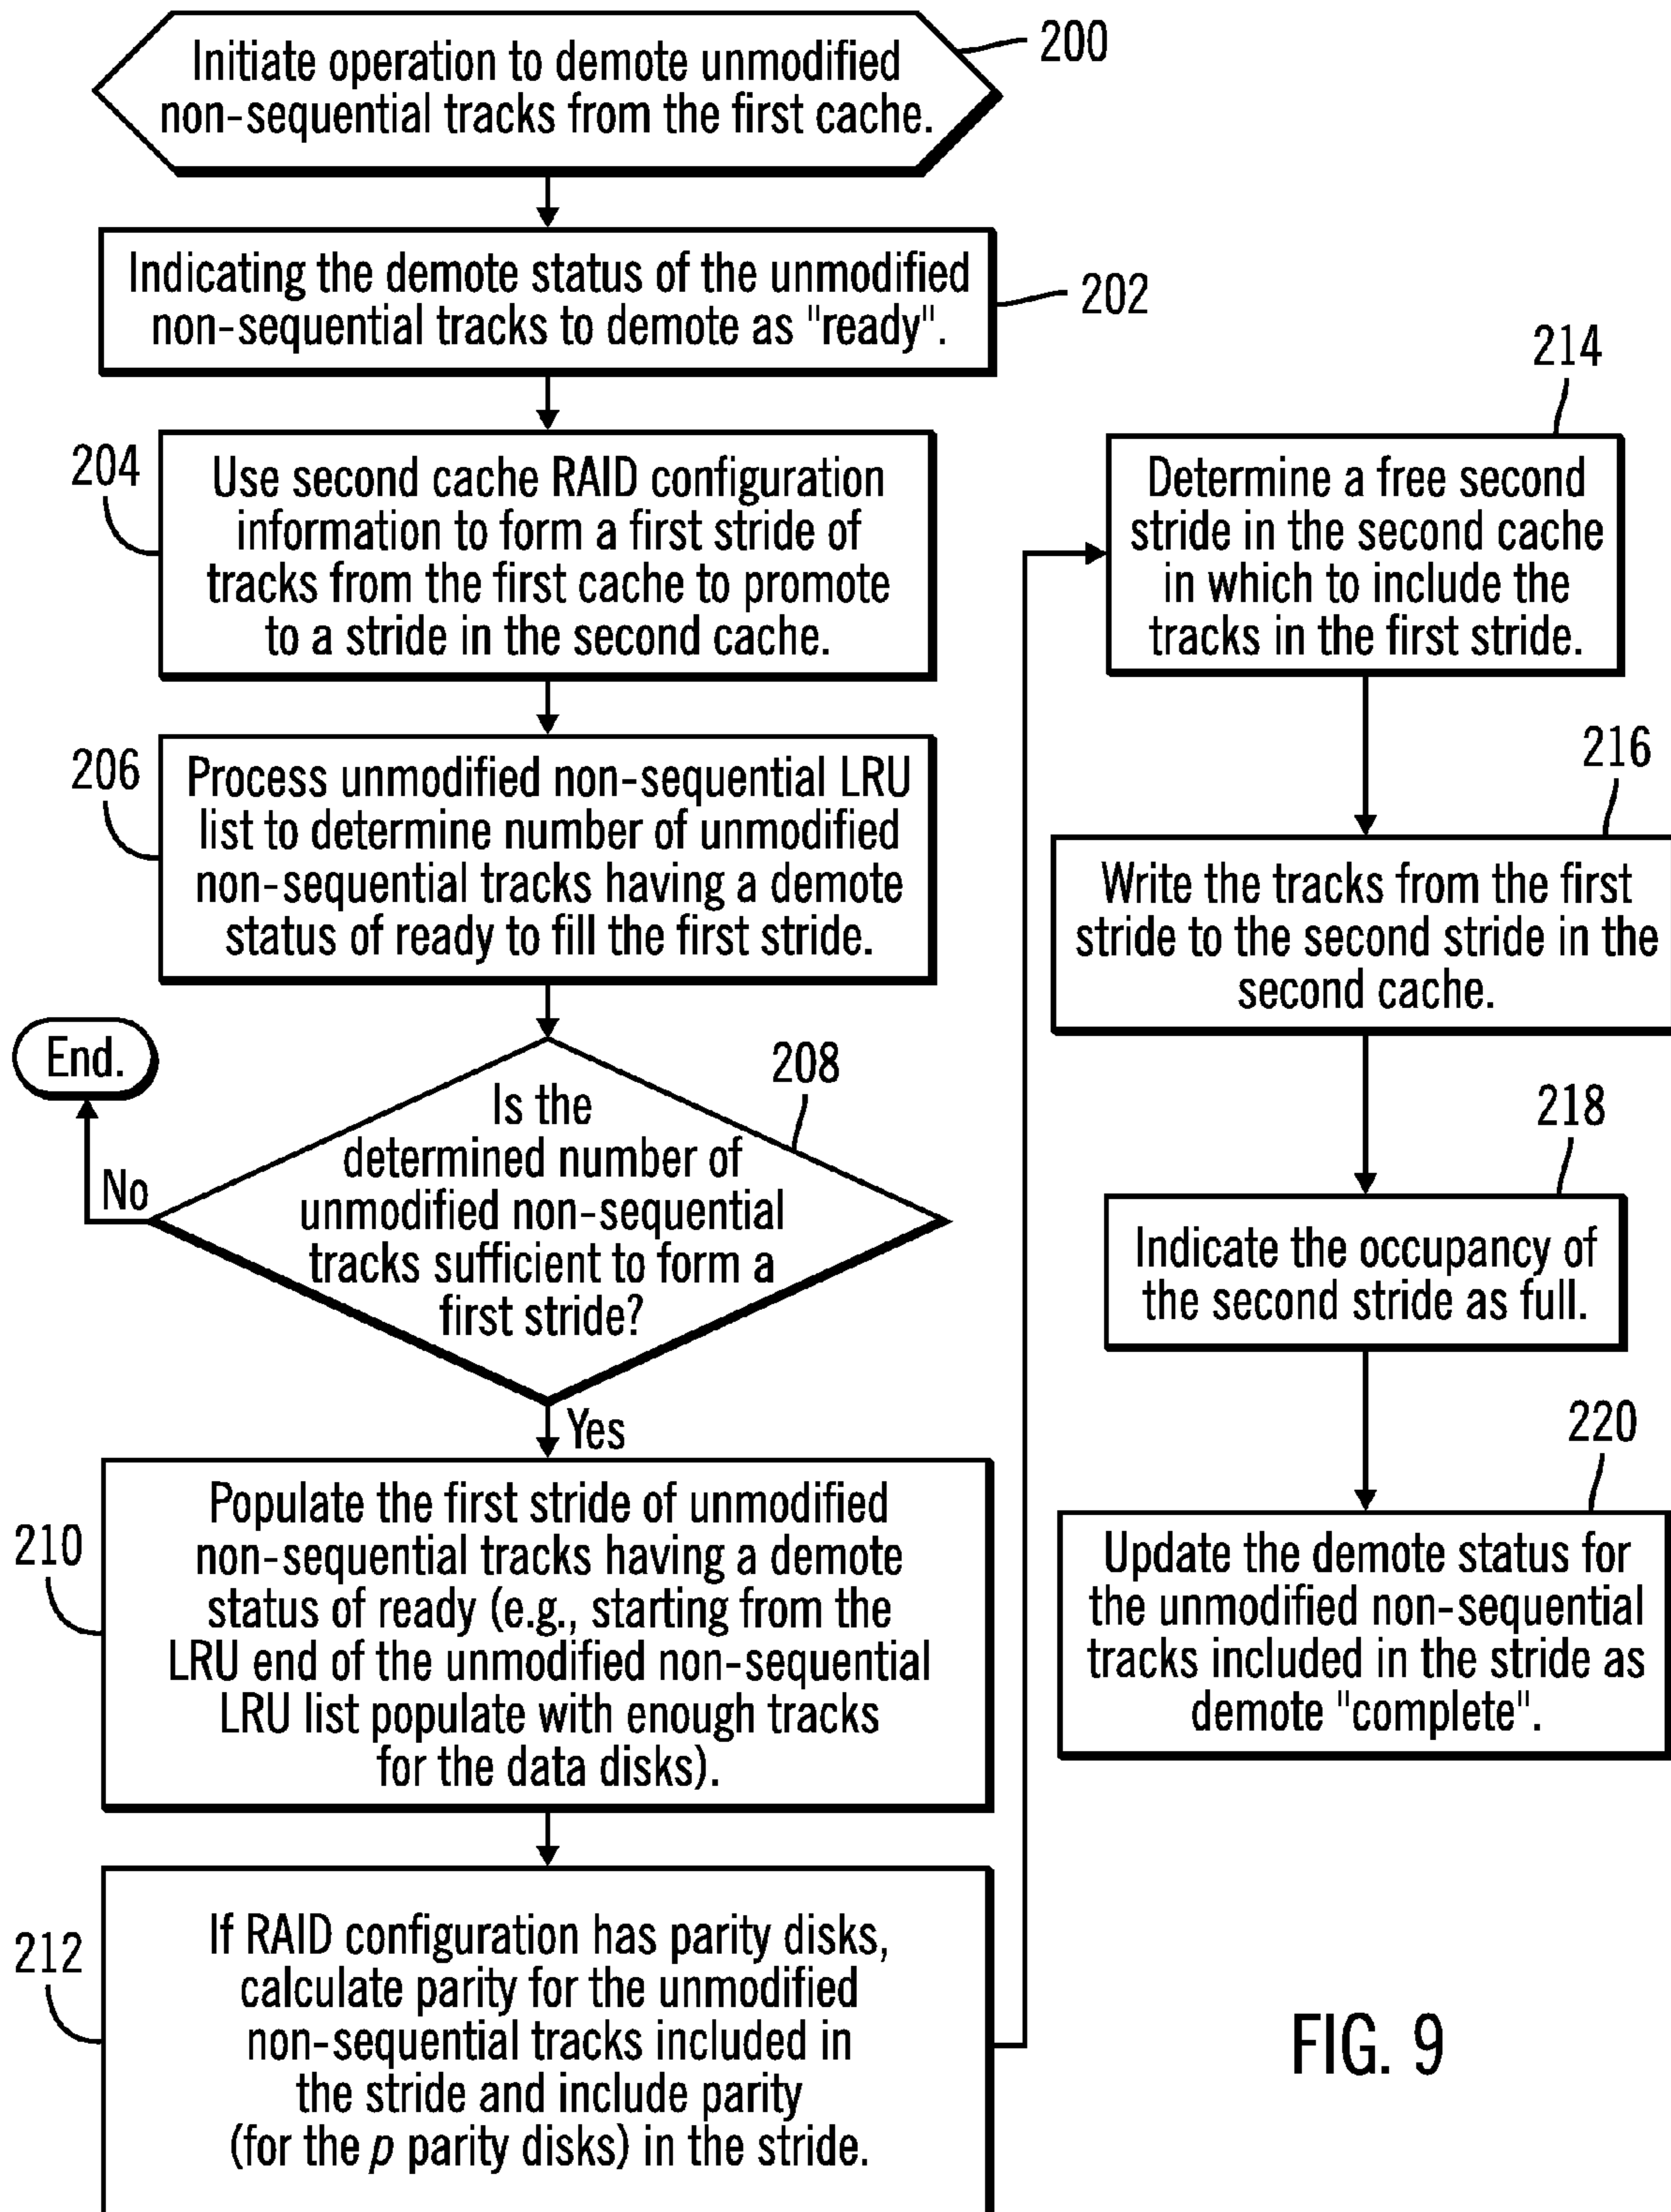 200
Initiate operation to demote unmodified
non-sequential tracks from the first cache.
202
Indicating the demote status of the unmodified
non-sequential tracks to demote as "ready".
204
Use second cache RAID configuration
information to form a first stride of
tracks from the first cache to promote
to a stride in the second cache.
206
Process unmodified non-sequential LRU
list to determine number of unmodified
non-sequential tracks having a demote
status of ready to fill the first stride.
End.
208
Is the
determined number of
unmodified non-sequential
tracks sufficient to form a
first stride?
No
Yes
210
Populate the first stride of unmodified
non-sequential tracks having a demote
status of ready (e.g., starting from the
LRU end of the unmodified non-sequential
LRU list populate with enough tracks
for the data disks).
212
If RAID configuration has parity disks,
calculate parity for the unmodified
non-sequential tracks included in
the stride and include parity
(for the p parity disks) in the stride.
214
Determine a free second
stride in the second cache
in which to include the
tracks in the first stride.
216
Write the tracks from the first
stride to the second stride in the
second cache.
218
Indicate the occupancy of
the second stride as full.
220
Update the demote status for
the unmodified non-sequential
tracks included in the stride as
demote "complete".
FIG. 9